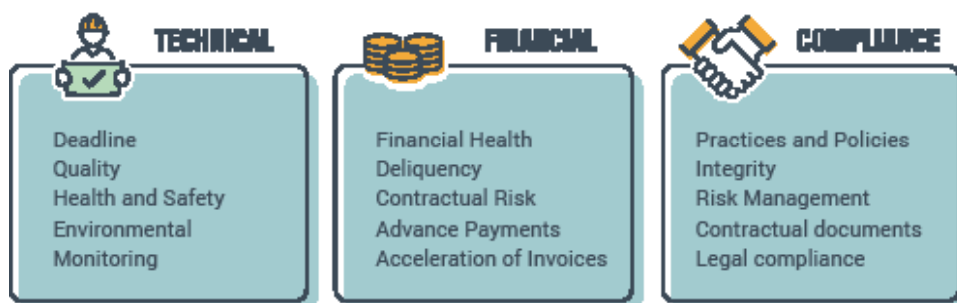 TECHNICAL
Deadline
Quality
Health and Safety
Environmental
Monitoring
FINANCIAL
Financial Health
Deliquency
Contractual Risk
Advance Payments
Acceleration of Invoices
COMPLIANCE
Practices and Policies
Integrity
Risk Management
Contractual documents
Legal compliance